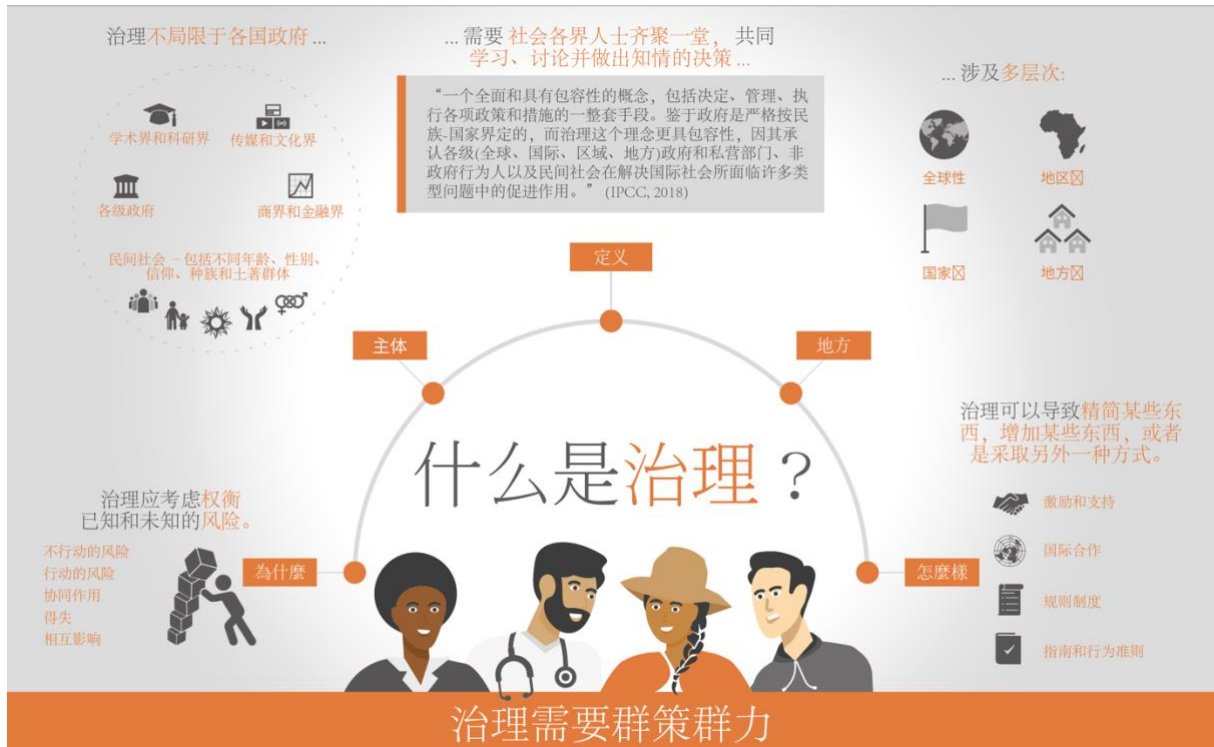 治理不局限于各国政府 ...
学术界和科研界
传媒和文化界
各级政府
商界和金融界
民间社会 – 包括不同年龄、性别、
信仰、种族和土著群体
... 需要 社会各界人士齐聚一堂， 共同
学习、讨论并做出知情的决策 ...
“一个全面和具有包容性的概念，包括决定、管理、执
行各项政策和措施的一整套手段。鉴于政府是严格按民
族-国家界定的，而治理这个理念更具包容性，因其承
认各级(全球、国际、区域、地方)政府和私营部门、非
政府行为人以及民间社会在解决国际社会所面临许多类
型问题中的促进作用。” (IPCC, 2018)
... 涉及多层次:
全球性
地区
国家
地方
定义
主体
地方
什么是治理？
治理应考虑权衡
已知和未知的风险。
不行动的风险
行动的风险
协同作用
得失
相互影响
為什麼
怎麼樣
治理可以导致精简某些东
西，增加某些东西，或者
是采取另外一种方式。
激励和支持
国际合作
规则制度
指南和行为准则
治理需要群策群力